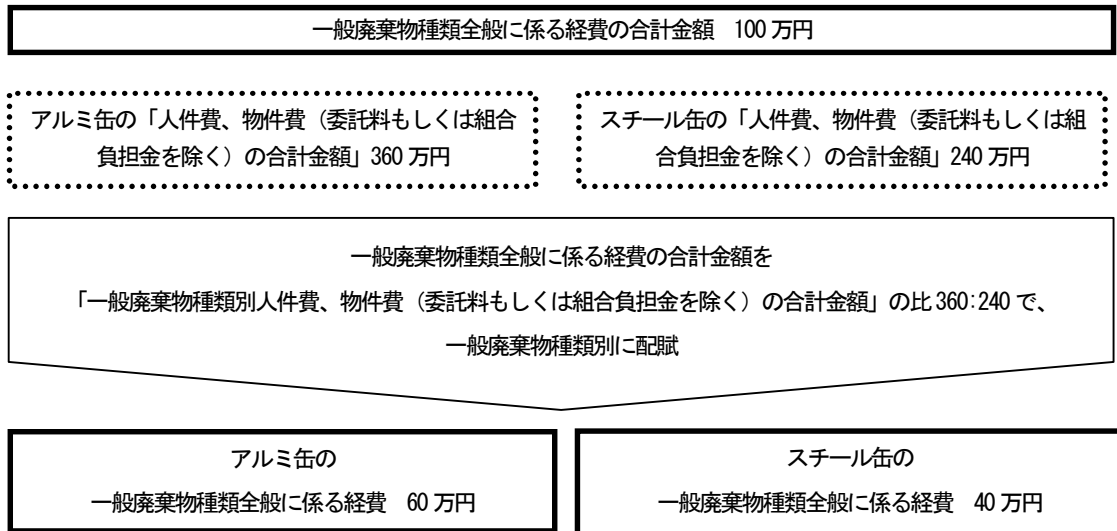 一般廃棄物種類全般に係る経費の合計金額　100 万円
アルミ缶の「人件費、物件費（委託料もしくは組合
負担金を除く）の合計金額」360 万円
スチール缶の「人件費、物件費（委託料もしくは組
合負担金を除く）の合計金額」240 万円
一般廃棄物種類全般に係る経費の合計金額を
「一般廃棄物種類別人件費、物件費（委託料もしくは組合負担金を除く）の合計金額」の比 360:240 で、
一般廃棄物種類別に配賦
アルミ缶の
一般廃棄物種類全般に係る経費　60 万円
スチール缶の
一般廃棄物種類全般に係る経費　40 万円